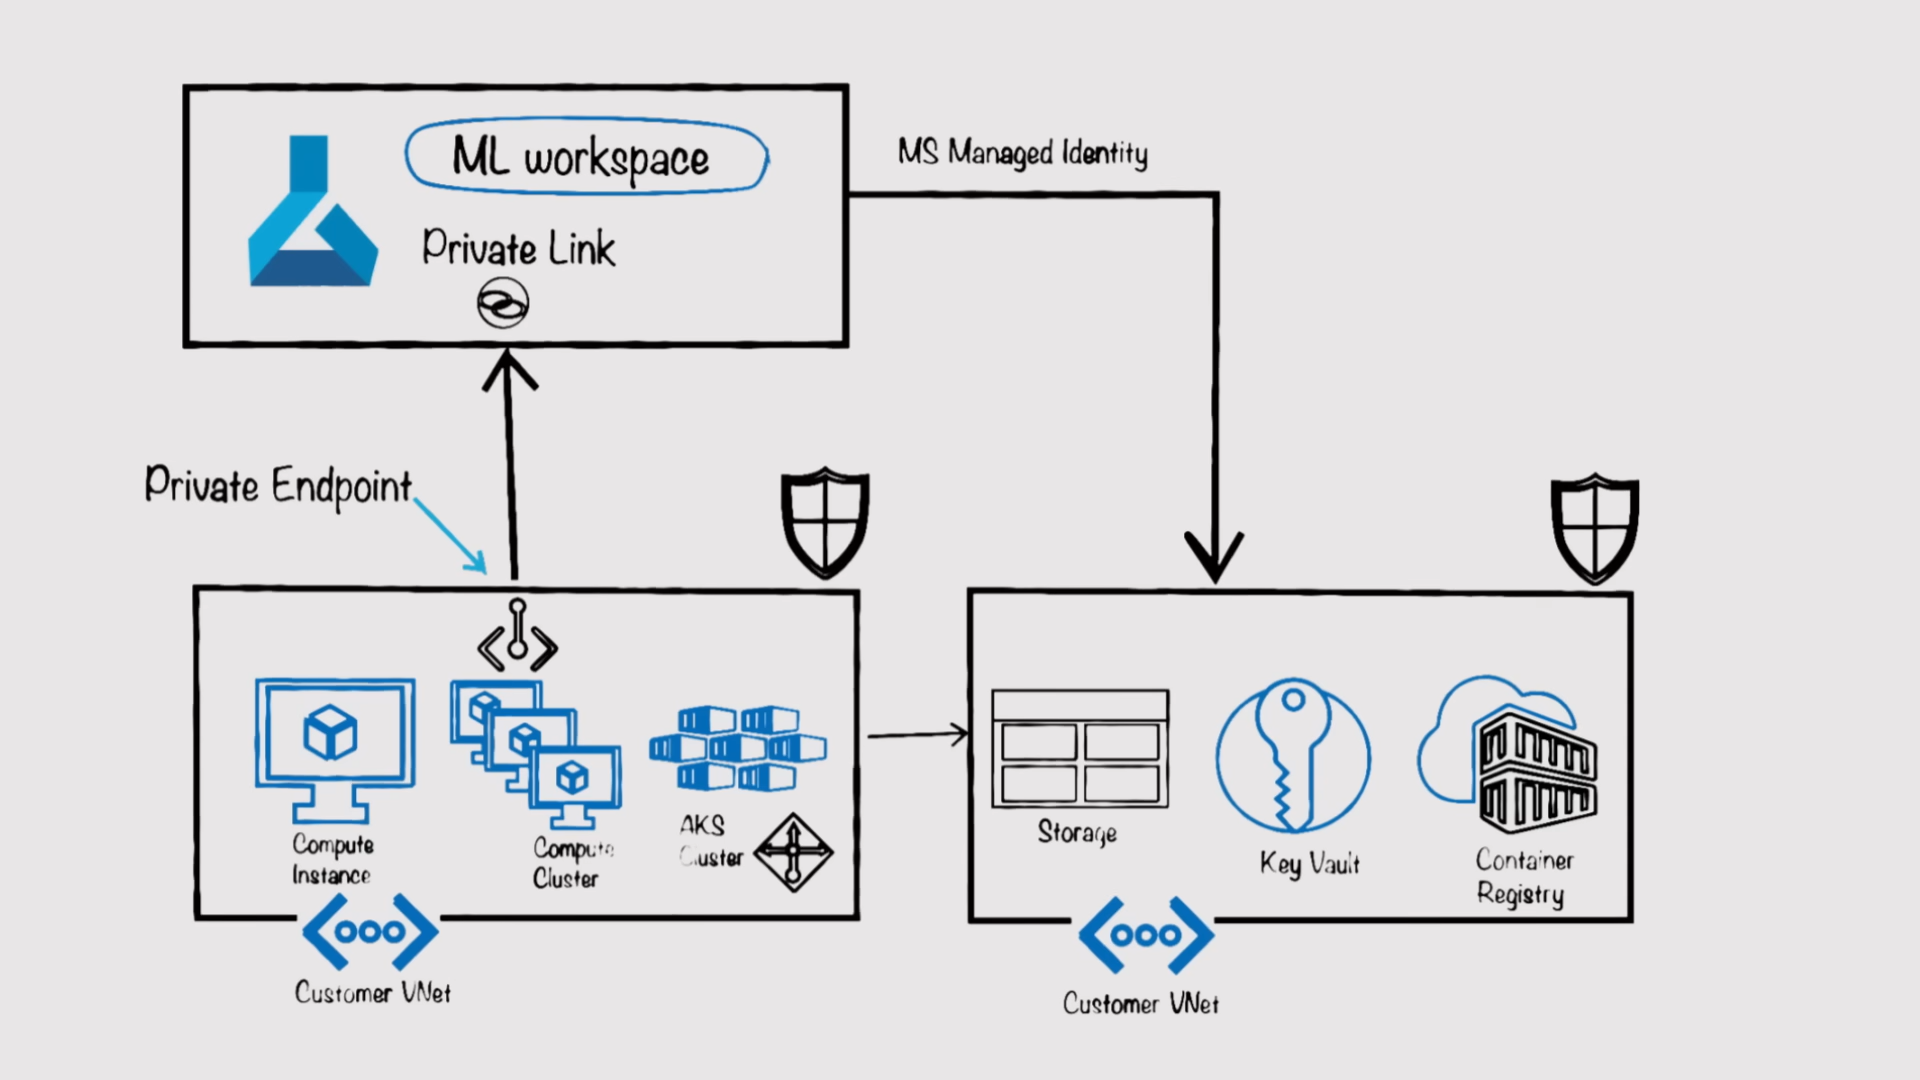 ML workspace
MS Managed Identity
Private Link
Private Endpoint
Compute
Instance
Compute
Cluster
AKS
Cluster
Storage
Key Vault
Container
Registry
Customer VNet
Customer VNet